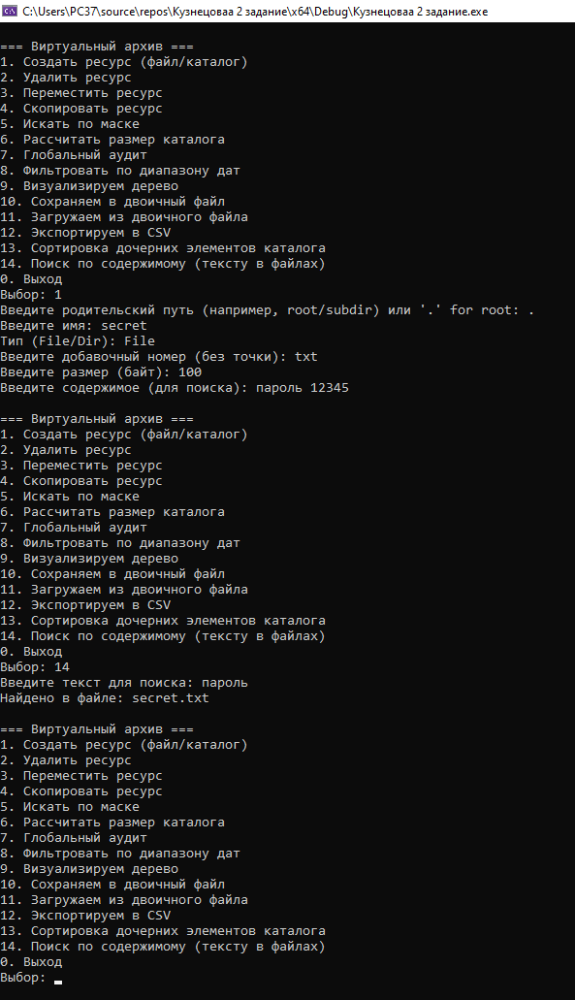 C:\Users\PC37\source\repos\Кузнецоваа 2 задание\x64\Debug\Кузнецоваа 2 задание.exe
=== Виртуальный архив ===
1. Создать ресурс (файл/каталог)
2. Удалить ресурс
3. Переместить ресурс
4. Скопировать ресурс
5. Искать по маске
6. Рассчитать размер каталога
7. Глобальный аудит
8. Фильтровать по диапазону дат
9. Визуализируем дерево
10. Сохраняем в двоичный файл
11. Загружаем из двоичного файла
12. Экспортируем в CSV
13. Сортировка дочерних элементов каталога
14. Поиск по содержимому (тексту в файлах)
0. Выход
Выбор: 1
Введите родительский путь (например, root/subdir) или '.' for root: .
Введите имя: secret
Тип (File/Dir): File
Введите добавочный номер (без точки): txt
Введите размер (байт): 100
Введите содержимое (для поиска): пароль 12345
=== Виртуальный архив ===
1. Создать ресурс (файл/каталог)
2. Удалить ресурс
3. Переместить ресурс
4. Скопировать ресурс
5. Искать по маске
6. Рассчитать размер каталога
7. Глобальный аудит
8. Фильтровать по диапазону дат
9. Визуализируем дерево
10. Сохраняем в двоичный файл
11. Загружаем из двоичного файла
12. Экспортируем в CSV
13. Сортировка дочерних элементов каталога
14. Поиск по содержимому (тексту в файлах)
0. Выход
Выбор: 14
Введите текст для поиска: пароль
Найдено в файле: secret.txt
=== Виртуальный архив ===
1. Создать ресурс (файл/каталог)
2. Удалить ресурс
3. Переместить ресурс
4. Скопировать ресурс
5. Искать по маске
6. Рассчитать размер каталога
7. Глобальный аудит
8. Фильтровать по диапазону дат
9. Визуализируем дерево
10. Сохраняем в двоичный файл
11. Загружаем из двоичного файла
12. Экспортируем в CSV
13. Сортировка дочерних элементов каталога
14. Поиск по содержимому (тексту в файлах)
0. Выход
Выбор: